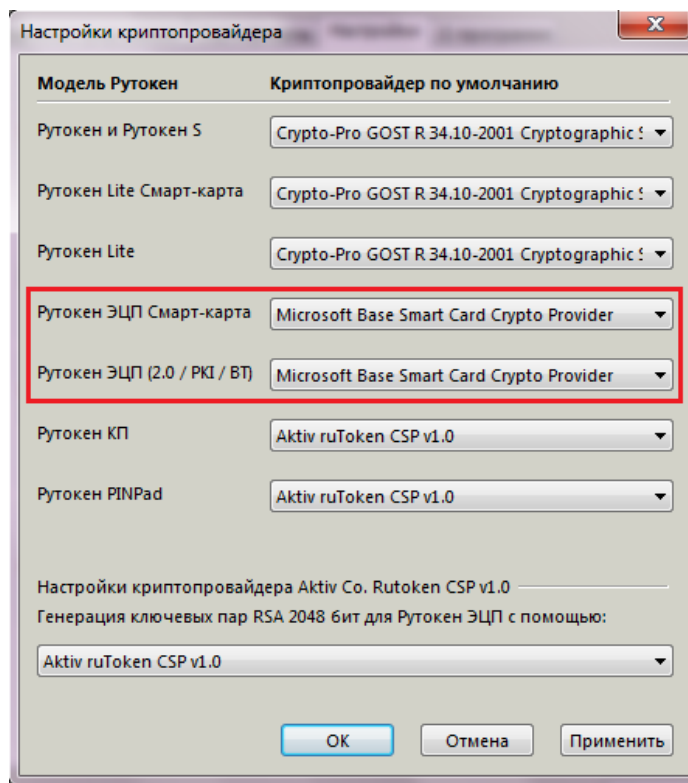 Настройки криптопровайдера
Модель Рутокен Криптопровайдер по умолчанию
Рутокен и Рутокен S Crypto-Pro GOST R 34.10-2001 Cryptographic
Рутокен Lite Смарт-карта Crypto-Pro GOST R 34.10-2001 Cryptographic
Рутокен Lite Crypto-Pro GOST R 34.10-2001 Cryptographic
Рутокен ЭЦП Смарт-карта Microsoft Base Smart Card Crypto Provider
Рутокен ЭЦП (2.0 / PKI / BT) Microsoft Base Smart Card Crypto Provider
Рутокен КП Aktiv ruToken CSP v1.0
Рутокен PINPad Aktiv ruToken CSP v1.0
Настройки криптопровайдера Aktiv Co. Rutoken CSP v1.0
Генерация ключевых пар RSA 2048 бит для Рутокен ЭЦП с помощью:
Aktiv ruToken CSP v1.0
ОК Отмена Применить